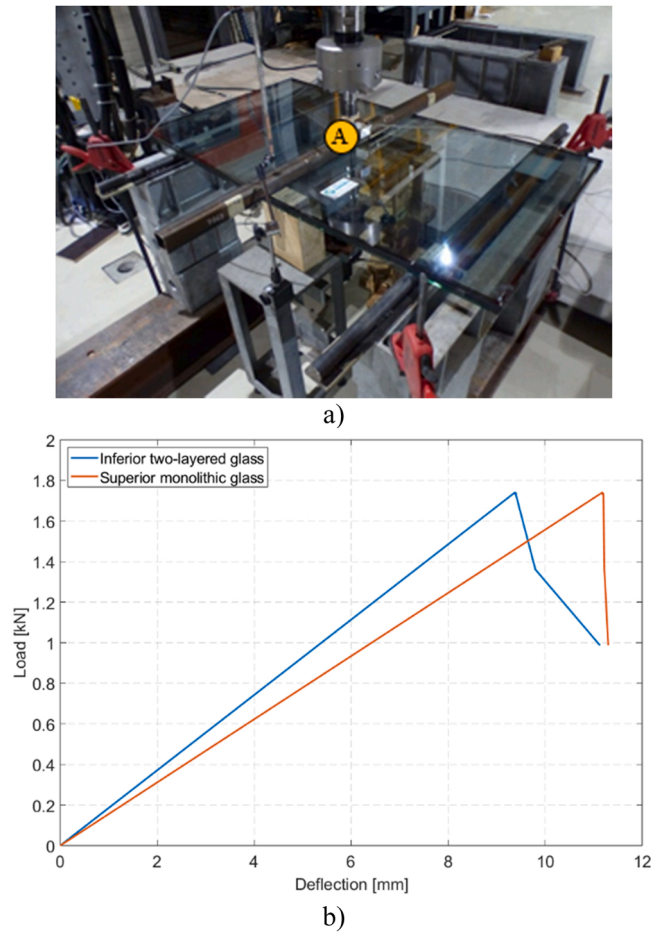 A
a)
2
1.8
1.6
1.4
1.2
1
0.8
0.6
0.4
0.2
0
Load [kN]
Inferior two-layered glass
Superior monolithic glass
0 2 4 6 8 10 12
Deflection [mm]
b)